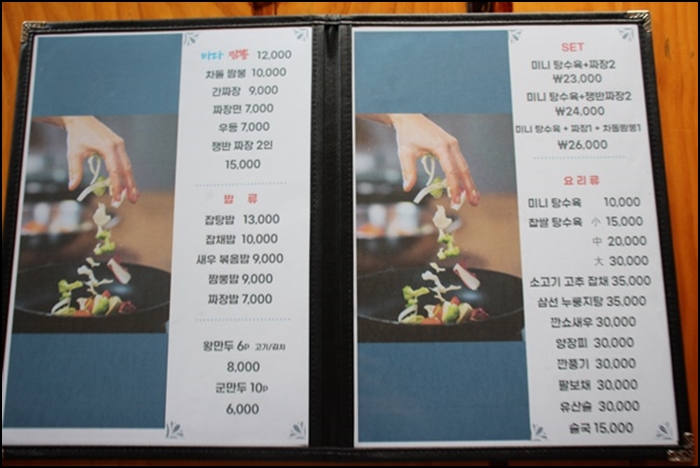 바다 짬뽕 12,000
차돌 짬뽕 10,000
간짜장 9,000
짜장면 7,000
우동 7,000
쟁반 짜장 2인
15,000
밥 류
잡탕밥 13,000
잡채밥 10,000
새우 볶음밥 9,000
짬뽕밥 9,000
짜장밥 7,000
왕만두 6p 고기/김치
8,000
군만두 10p
6,000
SET
미니 탕수육+짜장2
₩23,000
미니 탕수육+쟁반짜장2
₩24,000
미니 탕수육 + 짜장1 + 차돌짬뽕1
₩26,000
요리류
미니 탕수육 10,000
찹쌀 탕수육 小 15,000
中 20,000
大 30,000
소고기 고추 잡채 35,000
삼선 누룽지탕 35,000
깐쇼새우 30,000
양장피 30,000
깐풍기 30,000
팔보채 30,000
유산슬 30,000
술국 15,000